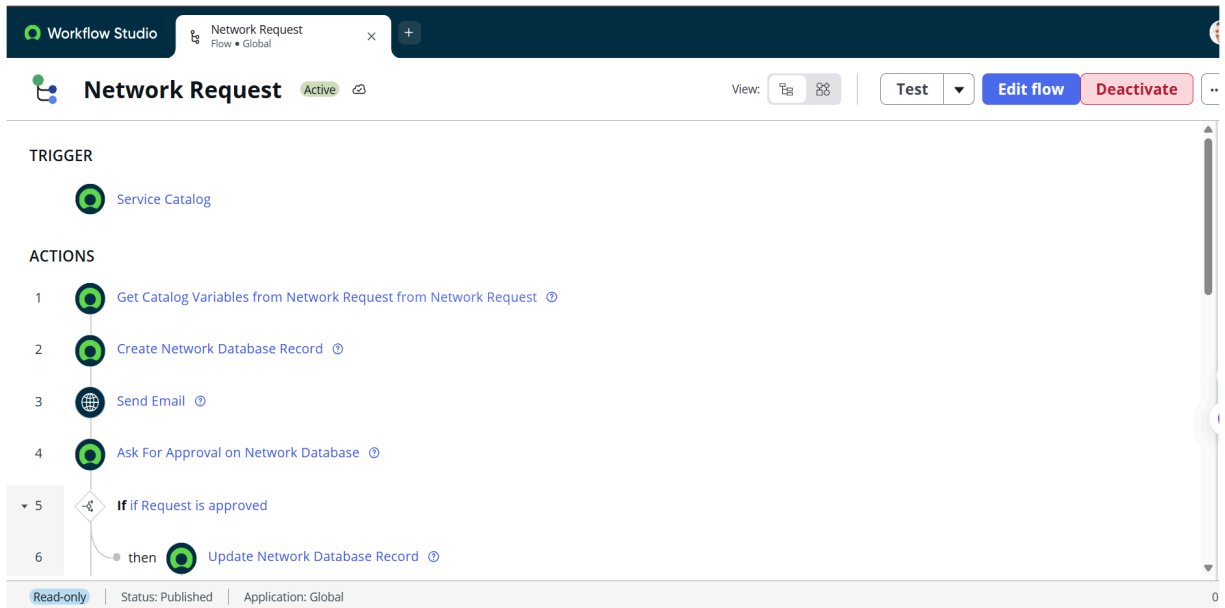 Workflow Studio
Network Request
Flow • Global
Network Request
Active
View:
Test
Edit flow
Deactivate
TRIGGER
Service Catalog
ACTIONS
1 Get Catalog Variables from Network Request from Network Request
2 Create Network Database Record
3 Send Email
4 Ask For Approval on Network Database
5 If if Request is approved
6 then Update Network Database Record
Read-only Status: Published Application: Global 0